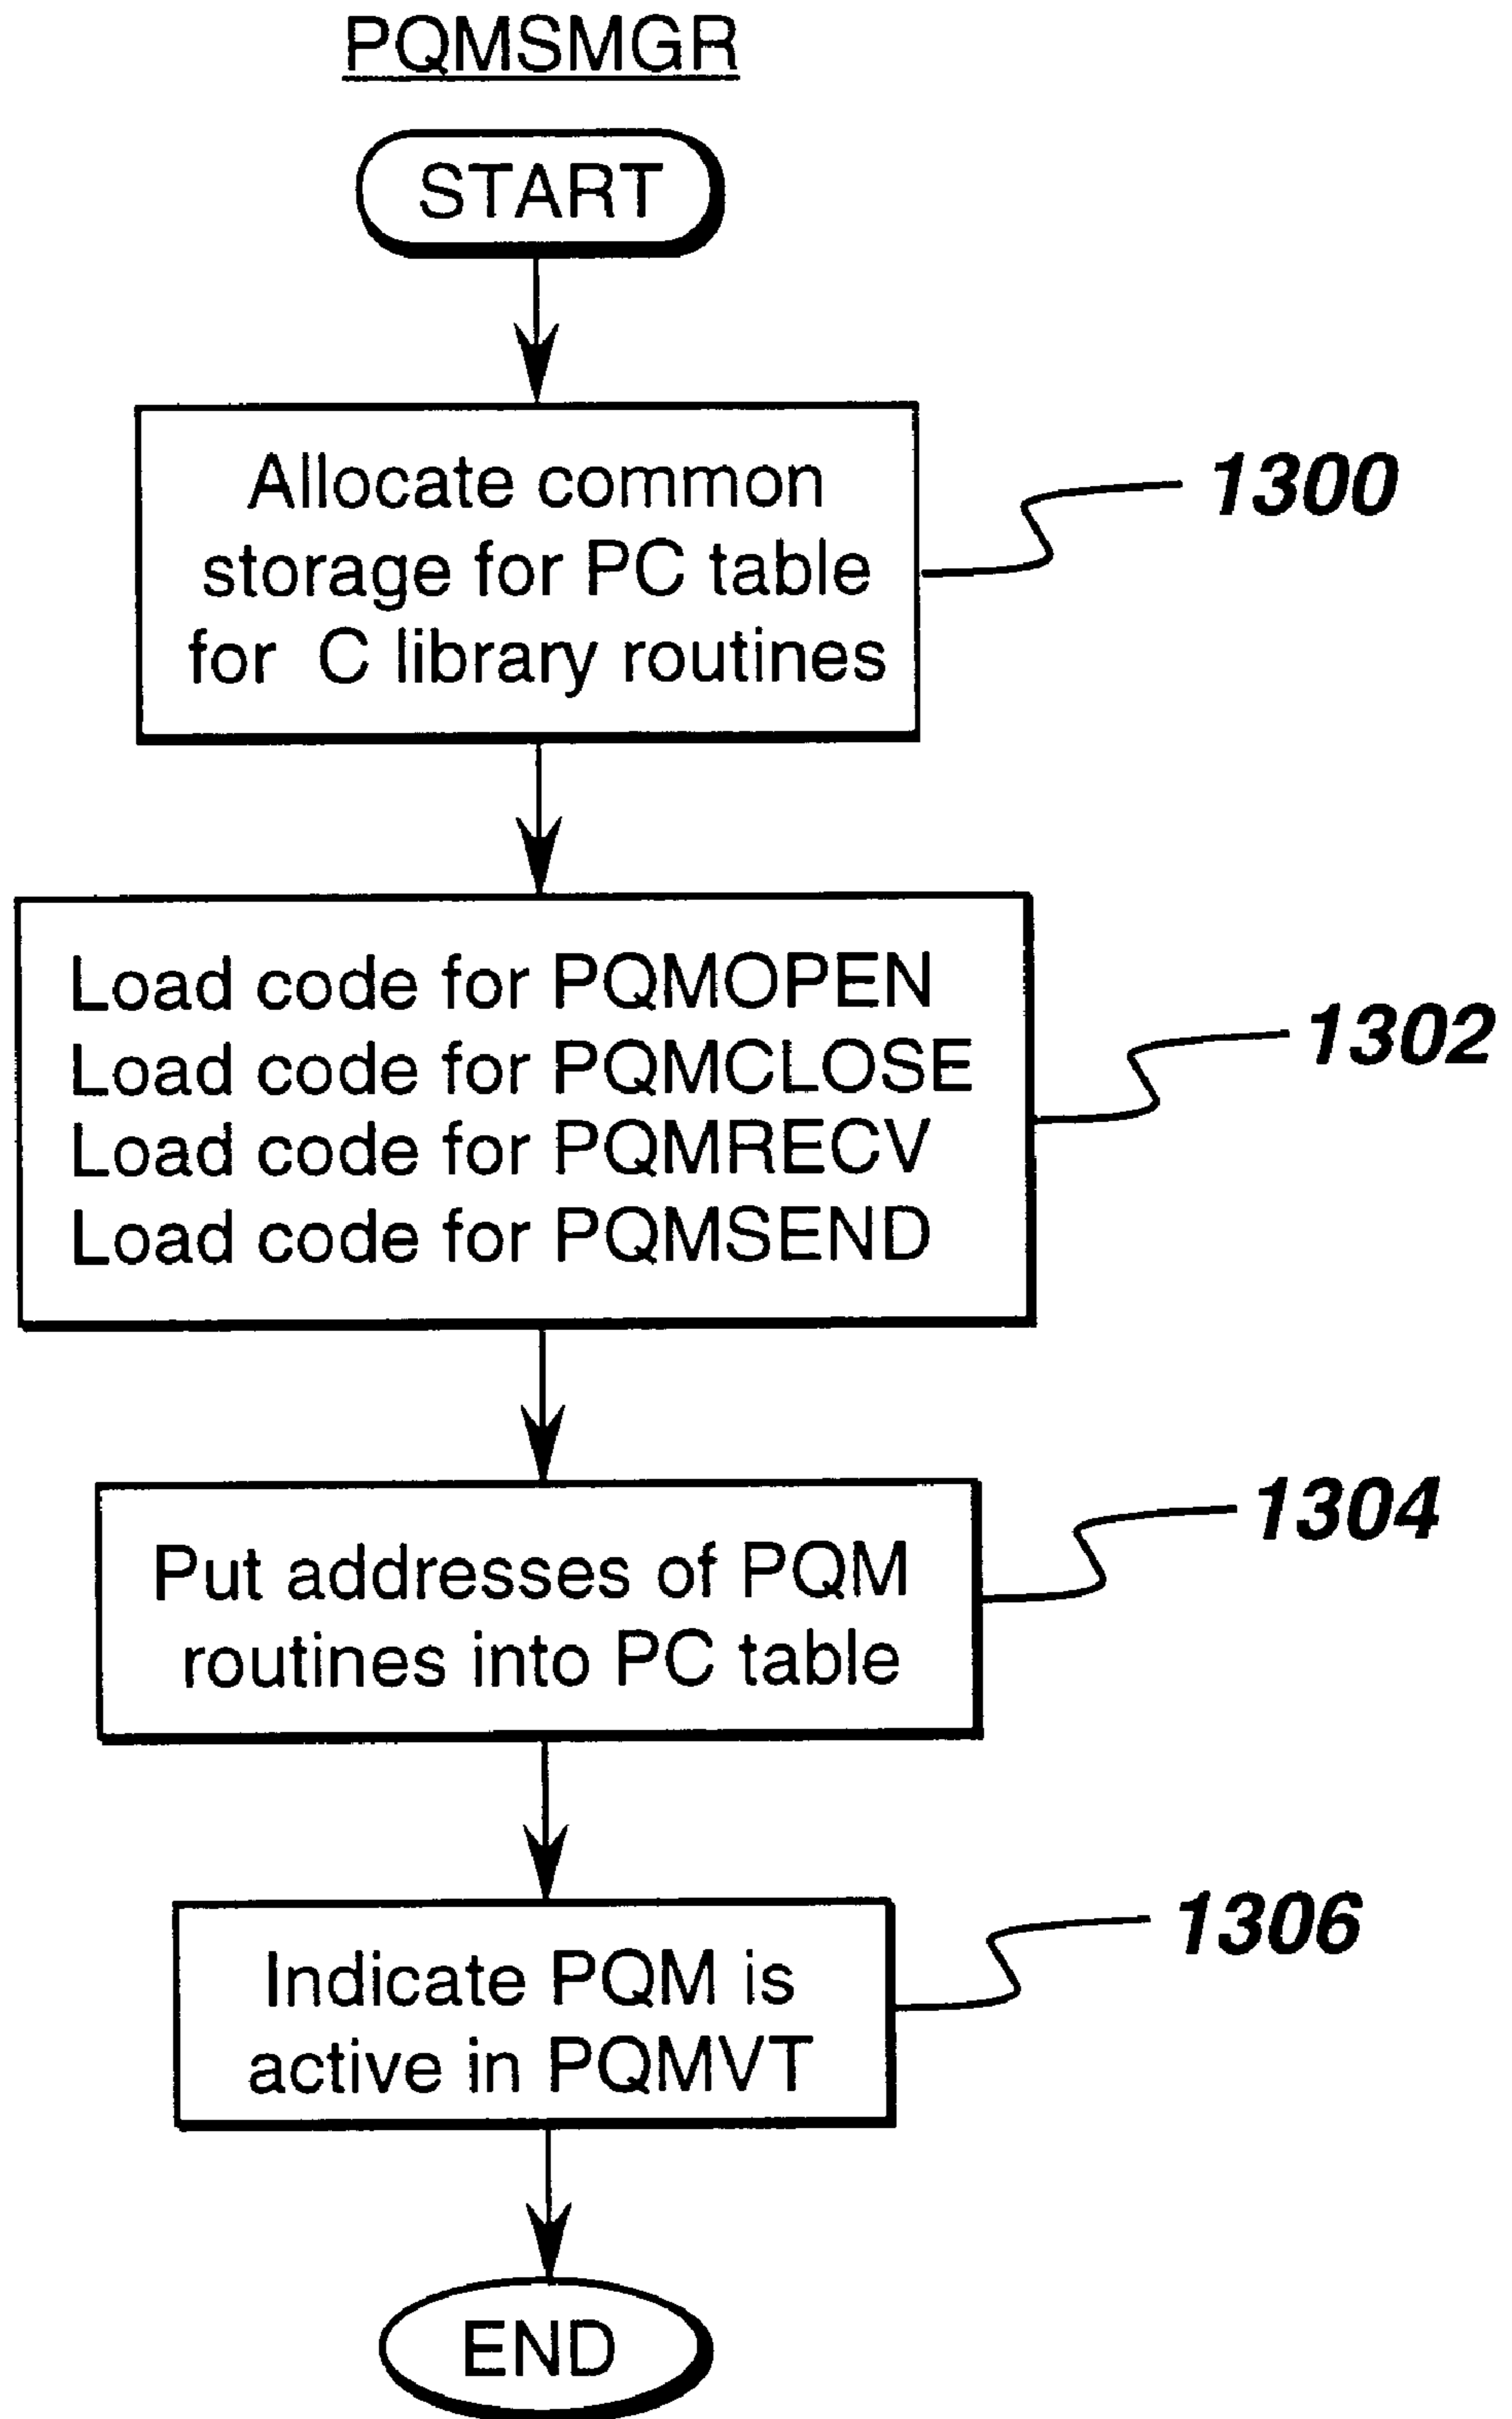 PQMSMGR
START
Allocate common
storage for PC table
for C library routines
1300
Load code for PQMOPEN
Load code for PQMCLOSE
Load code for PQMRECV
Load code for PQMSEND
1302
Put addresses of PQM
routines into PC table
1304
Indicate PQM is
active in PQMVT
1306
END